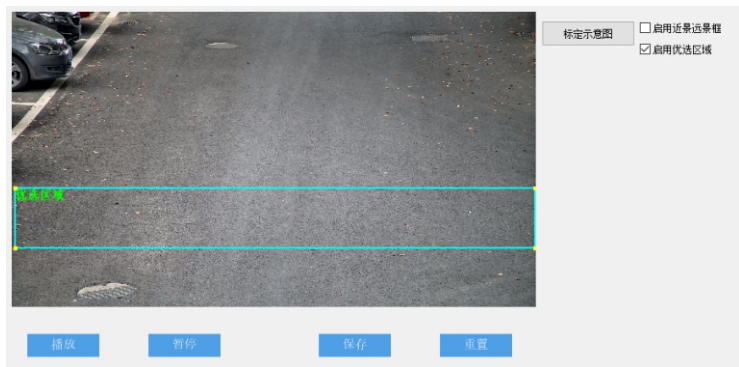 标定示意图
启用近景远景框
启用优选区域
优选区域
播放
暂停
保存
重置